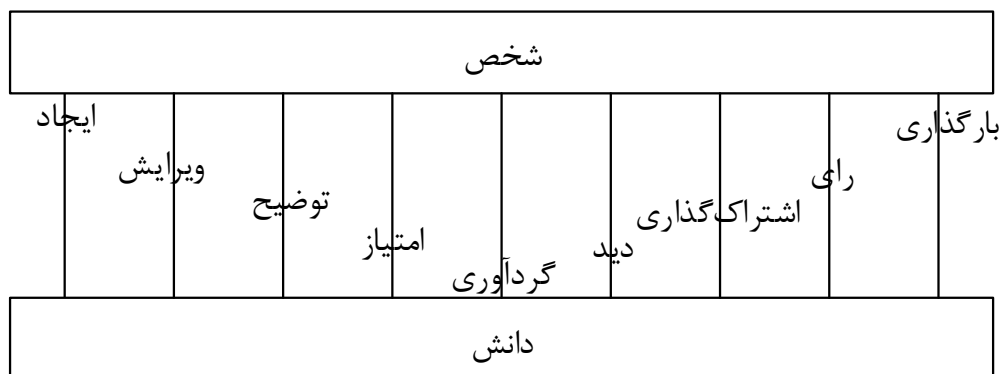 شخص
بارگذاری
رای
اشتراک‌گذاری
دید
گردآوری
امتیاز
توضیح
ویرایش
ایجاد
دانش